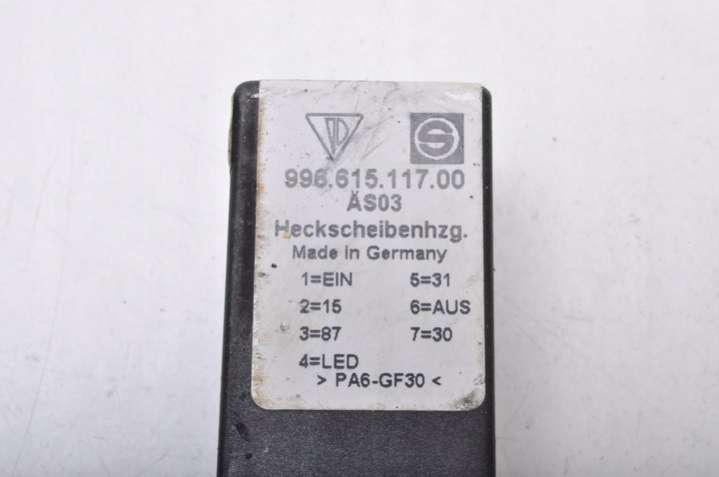 996.615.117.00
ÄS03
Heckscheibenhzg.
Made in Germany
1=EIN 5=31
2=15 6=AUS
3=87 7=30
4=LED
> PA6-GF30 <